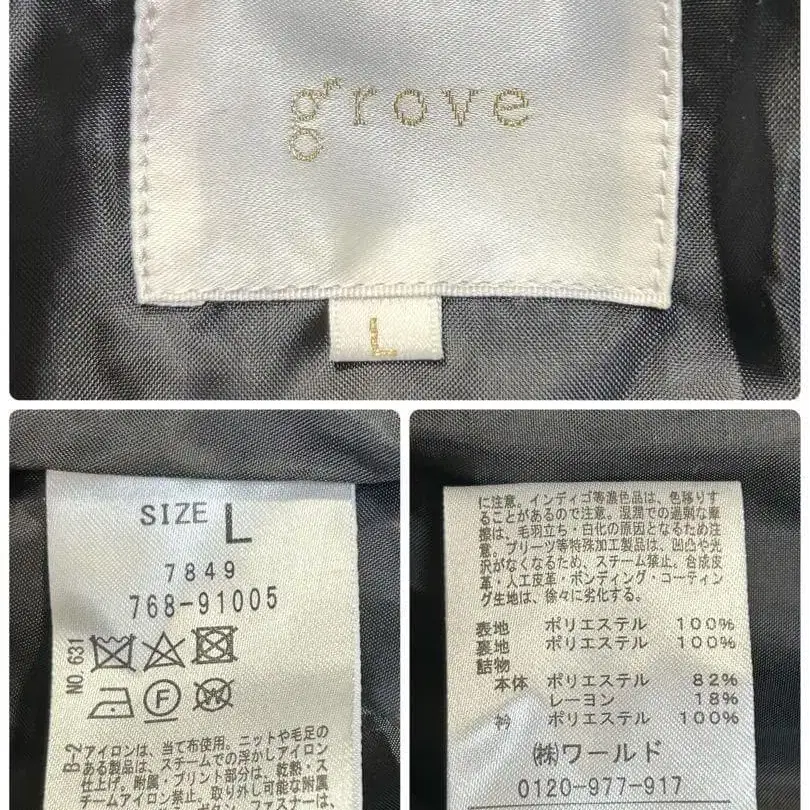 grove
L
SIZE L
7849
768-91005
NO.631
F
W
B-2 アイロンは、当て布使用。ニットや毛足の
ある製品は、スチームでの浮かしアイロン
仕上げ。附属・プリント部分は、乾熱・ス
チームアイロン禁止。取り外し可能な附属
に注意。インディゴ等濃色品は、色移りす
ることがあるので注意。湿潤での過剰な摩
擦は、毛羽立ち・白化の原因となるため注
意。プリーツ等特殊加工製品は、凹凸や光
沢がなくなるため、スチーム禁止。合成皮
革・人工皮革・ボンディング・コーティン
グ生地は、徐々に劣化する。
表地 ポリエステル 100%
裏地 ポリエステル 100%
詰物
本体 ポリエステル 82%
レーヨン 18%
衿 ポリエステル 100%
㈱ワールド
0120-977-917